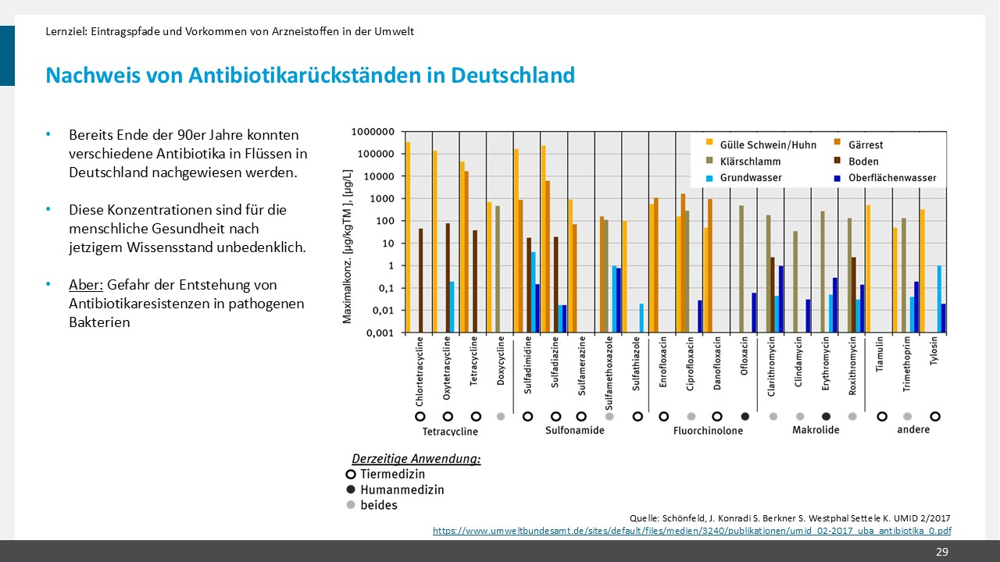 Lernziel: Eintragspfade und Vorkommen von Arzneistoffen in der Umwelt
Nachweis von Antibiotikarückständen in Deutschland
• Bereits Ende der 90er Jahre konnten
verschiedene Antibiotika in Flüssen in
Deutschland nachgewiesen werden.
• Diese Konzentrationen sind für die
menschliche Gesundheit nach
jetzigem Wissensstand unbedenklich.
• Aber: Gefahr der Entstehung von
Antibiotikaresistenzen in pathogenen
Bakterien
Maximalkonz. [µg/kgTM ], [µg/L]
1000000
100000
10000
1000
100
10
1
0,1
0,01
0,001
Gülle Schwein/Huhn
Gärrest
Klärschlamm
Boden
Grundwasser
Oberflächenwasser
Chlortetracycline
Oxytetracycline
Tetracycline
Doxycycline
Sulfadimidine
Sulfadiazine
Sulfamerazine
Sulfamethoxazole
Sulfathiazole
Enrofloxacin
Ciprofloxacin
Danofloxacin
Ofloxacin
Clarithromycin
Clindamycin
Erythromycin
Roxithromycin
Tiamulin
Trimethoprim
Tylosin
Tetracycline
Sulfonamide
Fluorchinolone
Makrolide
andere
Derzeitige Anwendung:
Tiermedizin
Humanmedizin
beides
Quelle: Schönfeld, J. Konradi S. Berkner S. Westphal Settele K. UMID 2/2017
https://www.umweltbundesamt.de/sites/default/files/medien/3240/publikationen/umid_02-2017_uba_antibiotika_0.pdf
29